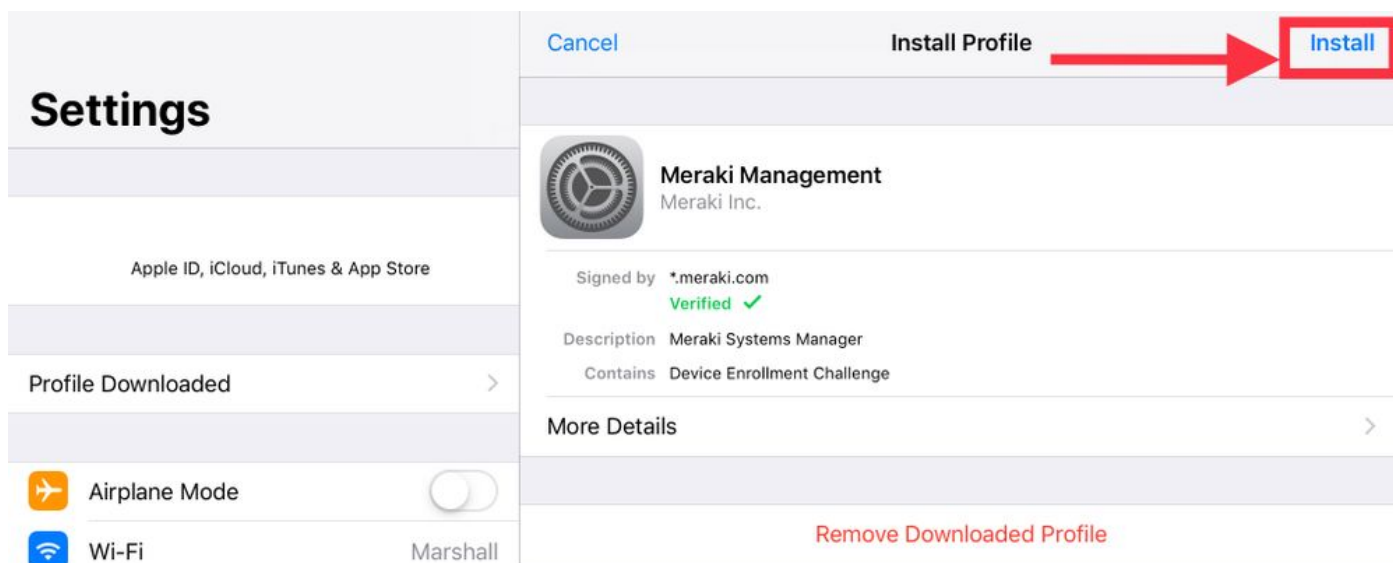 Settings
Apple ID, iCloud, iTunes & App Store
Profile Downloaded
Airplane Mode
Wi-Fi Marshall
Cancel Install Profile Install
Meraki Management
Meraki Inc.
Signed by *.meraki.com
Verified
Description Meraki Systems Manager
Contains Device Enrollment Challenge
More Details
Remove Downloaded Profile